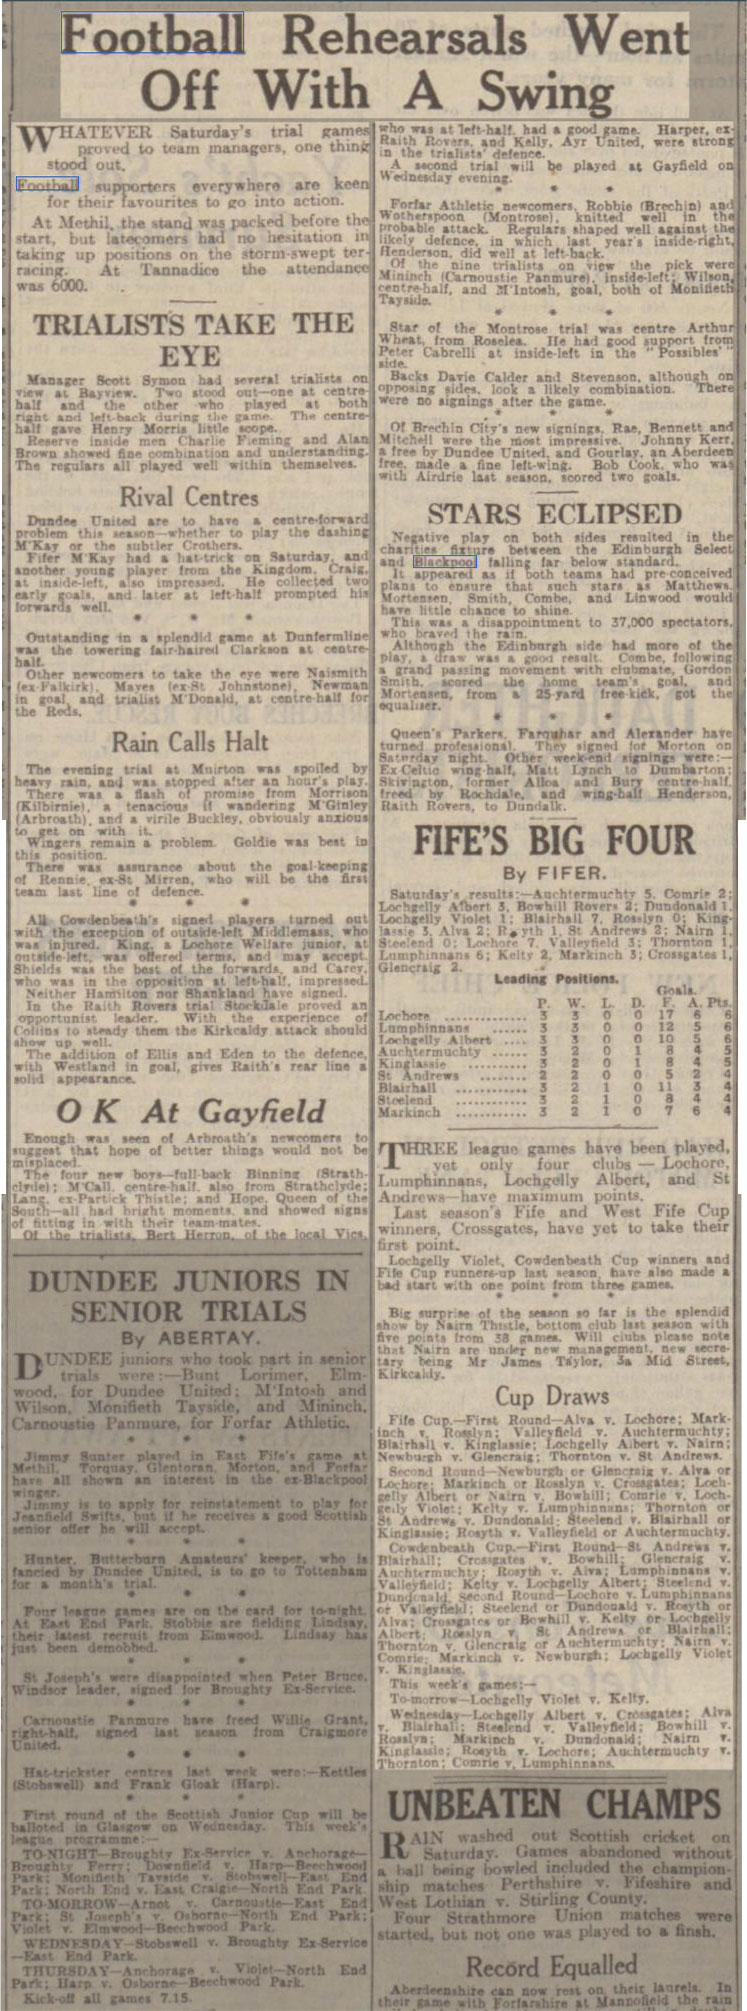 Football Rehearsals Went
Off With A Swing
WHATEVER Saturday's trial games
proved to team managers, one thing
stood out.
Football supporters everywhere are keen
for their favourites to go into action.
At Methil, the stand was packed before the
start, but latecomers had no hesitation in
taking up positions on the storm-swept ter-
racing. At Tannadice the attendance
was 6000.
TRIALISTS TAKE THE
EYE
Manager Scott Symon had several trialists on
view at Bayview. Two stood out—one at centre-
half and the other who played at both
right and left-back during the game. The centre-
half gave Henry Morris little scope.
Reserve inside men Charlie Fleming and Alan
Brown showed fine combination and understanding.
The regulars all played well within themselves.
Rival Centres
Dundee United are to have a centre-forward
problem this season—whether to play the dashing
M'Kay or the subtler Crothers.
Fifer M'Kay had a hat-trick on Saturday, and
another young player from the Kingdom, Craig,
at inside-left, also impressed. He collected two
early goals, and later at left-half prompted his
forwards well.
* * *
Outstanding in a splendid game at Dunfermline
was the towering fair-haired Clarkson at centre-
half.
Other newcomers to take the eye were Naismith
(ex-Falkirk), Mayes (ex-St Johnstone), Newman
in goal, and trialist M'Donald, at centre-half for
the Reds.
Rain Calls Halt
The evening trial at Muirton was spoiled by
heavy rain, and was stopped after an hour's play.
There was a flash of promise from Morrison
(Kilbirnie), a tenacious if wandering M'Ginley
(Arbroath), and a virile Buckley, obviously anxious
to get on with it.
Wingers remain a problem. Goldie was best in
this position.
There was assurance about the goal-keeping
of Rennie, ex-St Mirren, who will be the first
team last line of defence.
* * *
All Cowdenbeath's signed players turned out
with the exception of outside-left Middlemass, who
was injured. King, a Lochore Welfare junior, at
outside-left, was offered terms, and may accept.
Shields was the best of the forwards, and Carey,
who was in the opposition at left-half, impressed.
Neither Hamilton nor Shankland have signed.
In the Raith Rovers trial Stockdale proved an
opportunist leader. With the experience of
Collins to steady them the Kirkcaldy attack should
show up well.
The addition of Ellis and Eden to the defence,
with Westland in goal, gives Raith's rear line a
solid appearance.
O K At Gayfield
Enough was seen of Arbroath's newcomers to
suggest that hope of better things would not be
misplaced.
The four new boys—full-back Binning (Strath-
clyde); M'Call, centre-half, also from Strathclyde;
Lang, ex-Partick Thistle; and Hope, Queen of the
South—all had bright moments, and showed signs
of fitting in with their team-mates.
Of the trialists, Bert Herron, of the local Vics,
who was at left-half, had a good game. Harper, ex-
Raith Rovers, and Kelly, Ayr United, were strong
in the trialists' defence.
A second trial will be played at Gayfield on
Wednesday evening.
* * *
Forfar Athletic newcomers, Robbie (Brechin) and
Wotherspoon (Montrose), knitted well in the
probable attack. Regulars shaped well against the
likely defence, in which last year's inside-right,
Henderson, did well at left-back.
Of the nine trialists on view the pick were
Mininch (Carnoustie Panmure), inside-left; Wilson,
centre-half, and M'Intosh, goal, both of Monifieth
Tayside.
* * *
Star of the Montrose trial was centre Arthur
Wheat, from Roselea. He had good support from
Peter Cabrelli at inside-left in the "Possibles'"
side.
Backs Davie Calder and Stevenson, although on
opposing sides, look a likely combination. There
were no signings after the game.
* * *
Of Brechin City's new signings, Rae, Bennett and
Mitchell were the most impressive. Johnny Kerr,
a free by Dundee United, and Gourlay, an Aberdeen
free, made a fine left-wing. Bob Cook, who was
with Airdrie last season, scored two goals.
STARS ECLIPSED
Negative play on both sides resulted in the
charities fixture between the Edinburgh Select
and Blackpool falling far below standard.
It appeared as if both teams had pre-conceived
plans to ensure that such stars as Matthews,
Mortensen, Smith, Combe, and Linwood would
have little chance to shine.
This was a disappointment to 37,000 spectators,
who braved the rain.
Although the Edinburgh side had more of the
play, a draw was a good result. Combe, following
a grand passing movement with clubmate, Gordon
Smith, scored the home team's goal, and
Mortensen, from a 25-yard free-kick, got the
equaliser.
* * *
Queen's Parkers, Farquhar and Alexander have
turned professional. They signed for Morton on
Saturday night. Other week-end signings were:—
Ex-Celtic wing-half, Matt Lynch to Dumbarton;
Skivington, former Alloa and Bury centre-half,
freed by Rochdale, and wing-half Henderson,
Raith Rovers, to Dundalk.
FIFE'S BIG FOUR
By FIFER.
Saturday's results:—Auchtermuchty 5, Comrie 2;
Lochgelly Albert 3, Bowhill Rovers 2; Dundonald 1,
Lochgelly Violet 1; Blairhall 7, Rosslyn 0; King-
lassie 3, Alva 2; Rosyth 1, St Andrews 2; Nairn 1,
Steelend 0; Lochore 7, Valleyfield 3; Thornton 1,
Lumphinnans 6; Kelty 2, Markinch 3; Crossgates 1,
Glencraig 2.
Leading Positions.
Goals.
P. W. L. D. F. A. Pts.
Lochore 3 3 0 0 17 6 6
Lumphinnans 3 3 0 0 12 5 6
Lochgelly Albert 3 3 0 0 10 5 6
Auchtermuchty 3 2 0 1 8 4 5
Kinglassie 3 2 0 1 8 4 5
St Andrews 2 2 0 0 5 2 4
Blairhall 3 2 1 0 11 3 4
Steelend 3 2 1 0 8 4 4
Markinch 3 2 1 0 7 6 4
THREE league games have been played,
yet only four clubs — Lochore,
Lumphinnans, Lochgelly Albert, and St
Andrews—have maximum points.
Last season's Fife and West Fife Cup
winners, Crossgates, have yet to take their
first point.
Lochgelly Violet, Cowdenbeath Cup winners and
Fife Cup runners-up last season, have also made a
bad start with one point from three games.
* * *
Big surprise of the season so far is the splendid
show by Nairn Thistle, bottom club last season with
five points from 38 games. Will clubs please note
that Nairn are under new management, new secre-
tary being Mr James Taylor, 3a Mid Street,
Kirkcaldy.
Cup Draws
Fife Cup.—First Round—Alva v. Lochore; Mark-
inch v. Rosslyn; Valleyfield v. Auchtermuchty;
Blairhall v. Kinglassie; Lochgelly Albert v. Nairn;
Newburgh v. Glencraig; Thornton v. St Andrews.
Second Round—Newburgh or Glencraig v. Alva or
Lochore; Markinch or Rosslyn v. Crossgates; Loch-
gelly Albert or Nairn v. Bowhill; Comrie v. Loch-
gelly Violet; Kelty v. Lumphinnans; Thornton or
St Andrews v. Dundonald; Steelend v. Blairhall or
Kinglassie; Rosyth v. Valleyfield or Auchtermuchty.
Cowdenbeath Cup.—First Round—St Andrews v.
Blairhall; Crossgates v. Bowhill; Glencraig v.
Auchtermuchty; Rosyth v. Alva; Lumphinnans v.
Valleyfield; Kelty v. Lochgelly Albert; Steelend v.
Dundonald. Second Round—Lochore v. Lumphinnans
or Valleyfield; Steelend or Dundonald v. Rosyth or
Alva; Crossgates or Bowhill v. Kelty or Lochgelly
Albert; Rosslyn v. St Andrews or Blairhall;
Thornton v. Glencraig or Auchtermuchty; Nairn v.
Comrie; Markinch v. Newburgh; Lochgelly Violet
v. Kinglassie.
This week's games:—
To-morrow—Lochgelly Violet v. Kelty.
Wednesday—Lochgelly Albert v. Crossgates; Alva
v. Blairhall; Steelend v. Valleyfield; Bowhill v.
Rosslyn; Markinch v. Dundonald; Nairn v.
Kinglassie; Rosyth v. Lochore; Auchtermuchty v.
Thornton; Comrie v. Lumphinnans.
DUNDEE JUNIORS IN
SENIOR TRIALS
By ABERTAY.
DUNDEE juniors who took part in senior
trials were:—Bunt Lorimer, Elm-
wood, for Dundee United; M'Intosh and
Wilson, Monifieth Tayside, and Mininch,
Carnoustie Panmure, for Forfar Athletic.
* * *
Jimmy Sunter played in East Fife's game at
Methil. Torquay, Glentoran, Morton, and Forfar
have all shown an interest in the ex-Blackpool
winger.
Jimmy is to apply for reinstatement to play for
Jeanfield Swifts, but if he receives a good Scottish
senior offer he will accept.
* * *
Hunter, Butterburn Amateurs' keeper, who is
fancied by Dundee United, is to go to Tottenham
for a month's trial.
* * *
Four league games are on the card for to-night.
At East End Park, Stobbie are fielding Lindsay,
their latest recruit from Elmwood. Lindsay has
just been demobbed.
* * *
St Joseph's were disappointed when Peter Bruce,
Windsor leader, signed for Broughty Ex-Service.
* * *
Carnoustie Panmure have freed Willie Grant,
right-half, signed last season from Craigmore
United.
* * *
Hat-trickster centres last week were:—Kettles
(Stobswell) and Frank Gloak (Harp).
* * *
First round of the Scottish Junior Cup will be
balloted in Glasgow on Wednesday. This week's
league programme:—
TO-NIGHT—Broughty Ex-Service v. Anchorage—
Broughty Ferry; Downfield v. Harp—Beechwood
Park; Monifieth Tayside v. Stobswell—East End
Park; North End v. East Craigie—North End Park.
TO-MORROW—Arnot v. Carnoustie—East End
Park; St Joseph's v. Osborne—North End Park;
Violet v. Elmwood—Beechwood Park.
WEDNESDAY—Stobswell v. Broughty Ex-Service
—East End Park.
THURSDAY—Anchorage v. Violet—North End
Park; Harp v. Osborne—Beechwood Park.
Kick-off all games 7.15.
UNBEATEN CHAMPS
RAIN washed out Scottish cricket on
Saturday. Games abandoned without
a ball being bowled included the champion-
ship matches Perthshire v. Fifeshire and
West Lothian v. Stirling County.
Four Strathmore Union matches were
started, but not one was played to a finsh.
Record Equalled
Aberdeenshire can now rest on their laurels. In
their game with Forfarshire at Mannofield the rain